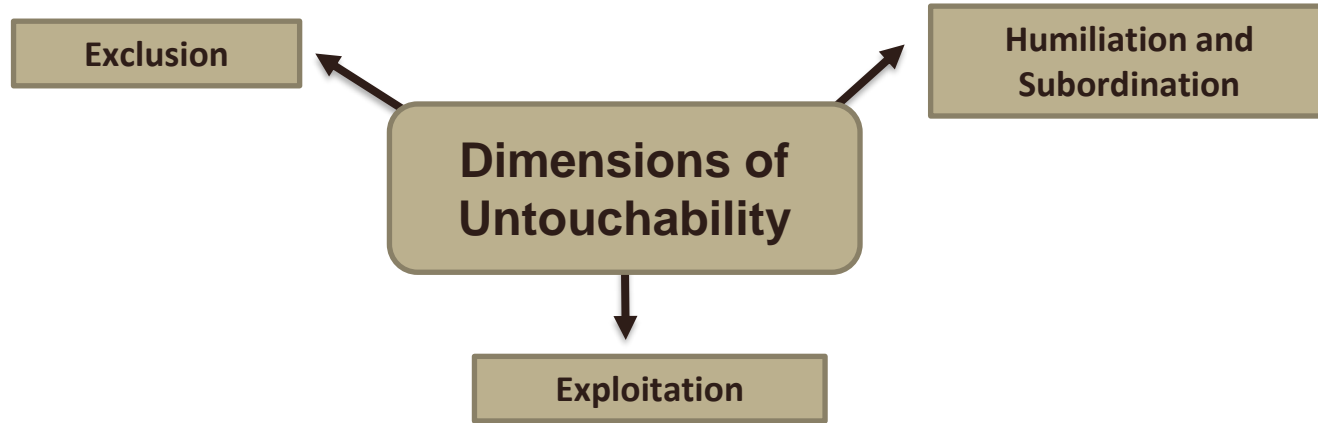 Exclusion
Humiliation and
Subordination
Dimensions of
Untouchability
Exploitation